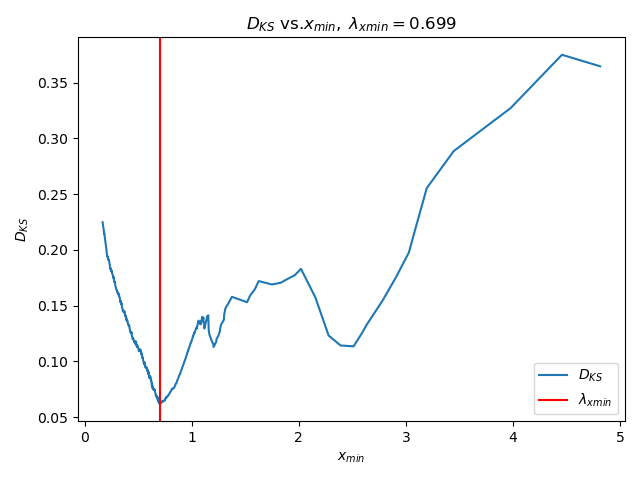 D_KS vs.x_min, λ_xmin = 0.699
D_KS
0.35
0.30
0.25
0.20
0.15
0.10
0.05
0 1 2 3 4 5
x_min
D_KS
λ_xmin